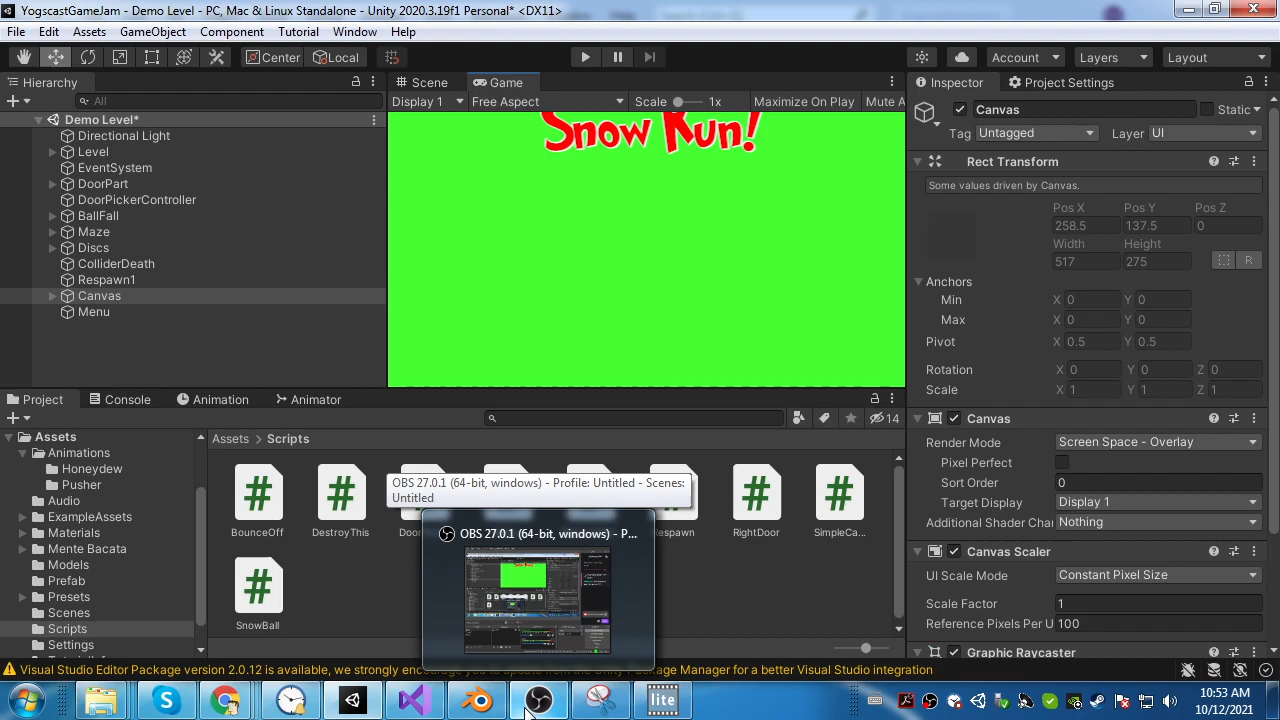 YogscastGameJam - Demo Level - PC, Mac & Linux Standalone - Unity 2020.3.19f1 Personal* <DX11>
File Edit Assets GameObject Component Tutorial Window Help
Center Local Account Layers Layout
Hierarchy Scene Game Inspector Project Settings
All Display 1 Free Aspect Scale 1x Maximize On Play Mute A Canvas Static
Demo Level* Snow Run! Tag Untagged Layer UI
Directional Light
Level Rect Transform
EventSystem
DoorPart Some values driven by Canvas.
DoorPickerController Pos X Pos Y Pos Z
BallFall 258.5 137.5 0
Maze Width Height
Discs 517 275 R
ColliderDeath
Respawn1 Anchors
Canvas Min X 0 Y 0
Menu Max X 0 Y 0
Pivot X 0.5 Y 0.5
Rotation X 0 Y 0 Z 0
Scale X 1 Y 1 Z 1
Project Console Animation Animator
14 Canvas
Assets Assets > Scripts Render Mode Screen Space - Overlay
Animations Pixel Perfect
Honeydew Sort Order 0
Pusher Target Display Display 1
Audio Additional Shader Chai Nothing
ExampleAssets BounceOff DestroyThis Door Respawn RightDoor SimpleCa...
OBS 27.0.1 (64-bit, windows) - Profile: Untitled - Scenes:
Untitled
OBS 27.0.1 (64-bit, windows) - P...
Materials Canvas Scaler
Mente Bacata
Models UI Scale Mode Constant Pixel Size
Prefab
Presets Scale Factor 1
Scenes SnowBall Reference Pixels Per U 100
Scripts
Settings Graphic Raycaster
Visual Studio Editor Package version 2.0.12 is available, we strongly enco Package Manager for a better Visual Studio integration
lite 10:53 AM
10/12/2021